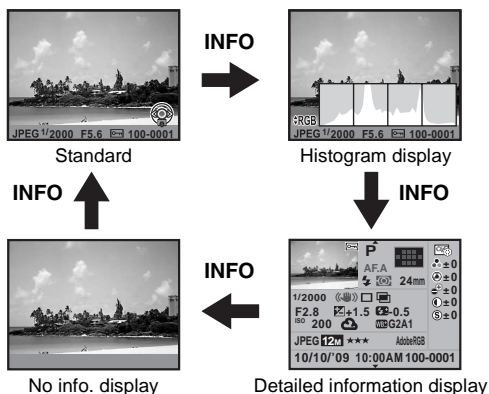 INFO
JPEG 1/2000 F5.6 100-0001
Standard
RGB
JPEG 1/2000 F5.6 100-0001
Histogram display
INFO
INFO
P
AF.A
24mm
±0
±0
±0
±0
S ±0
1/2000
F2.8 +1.5 -0.5
ISO 200 WB G2A1
JPEG 12M ★★★ AdobeRGB
10/10/'09 10:00AM 100-0001
Detailed information display
INFO
No info. display